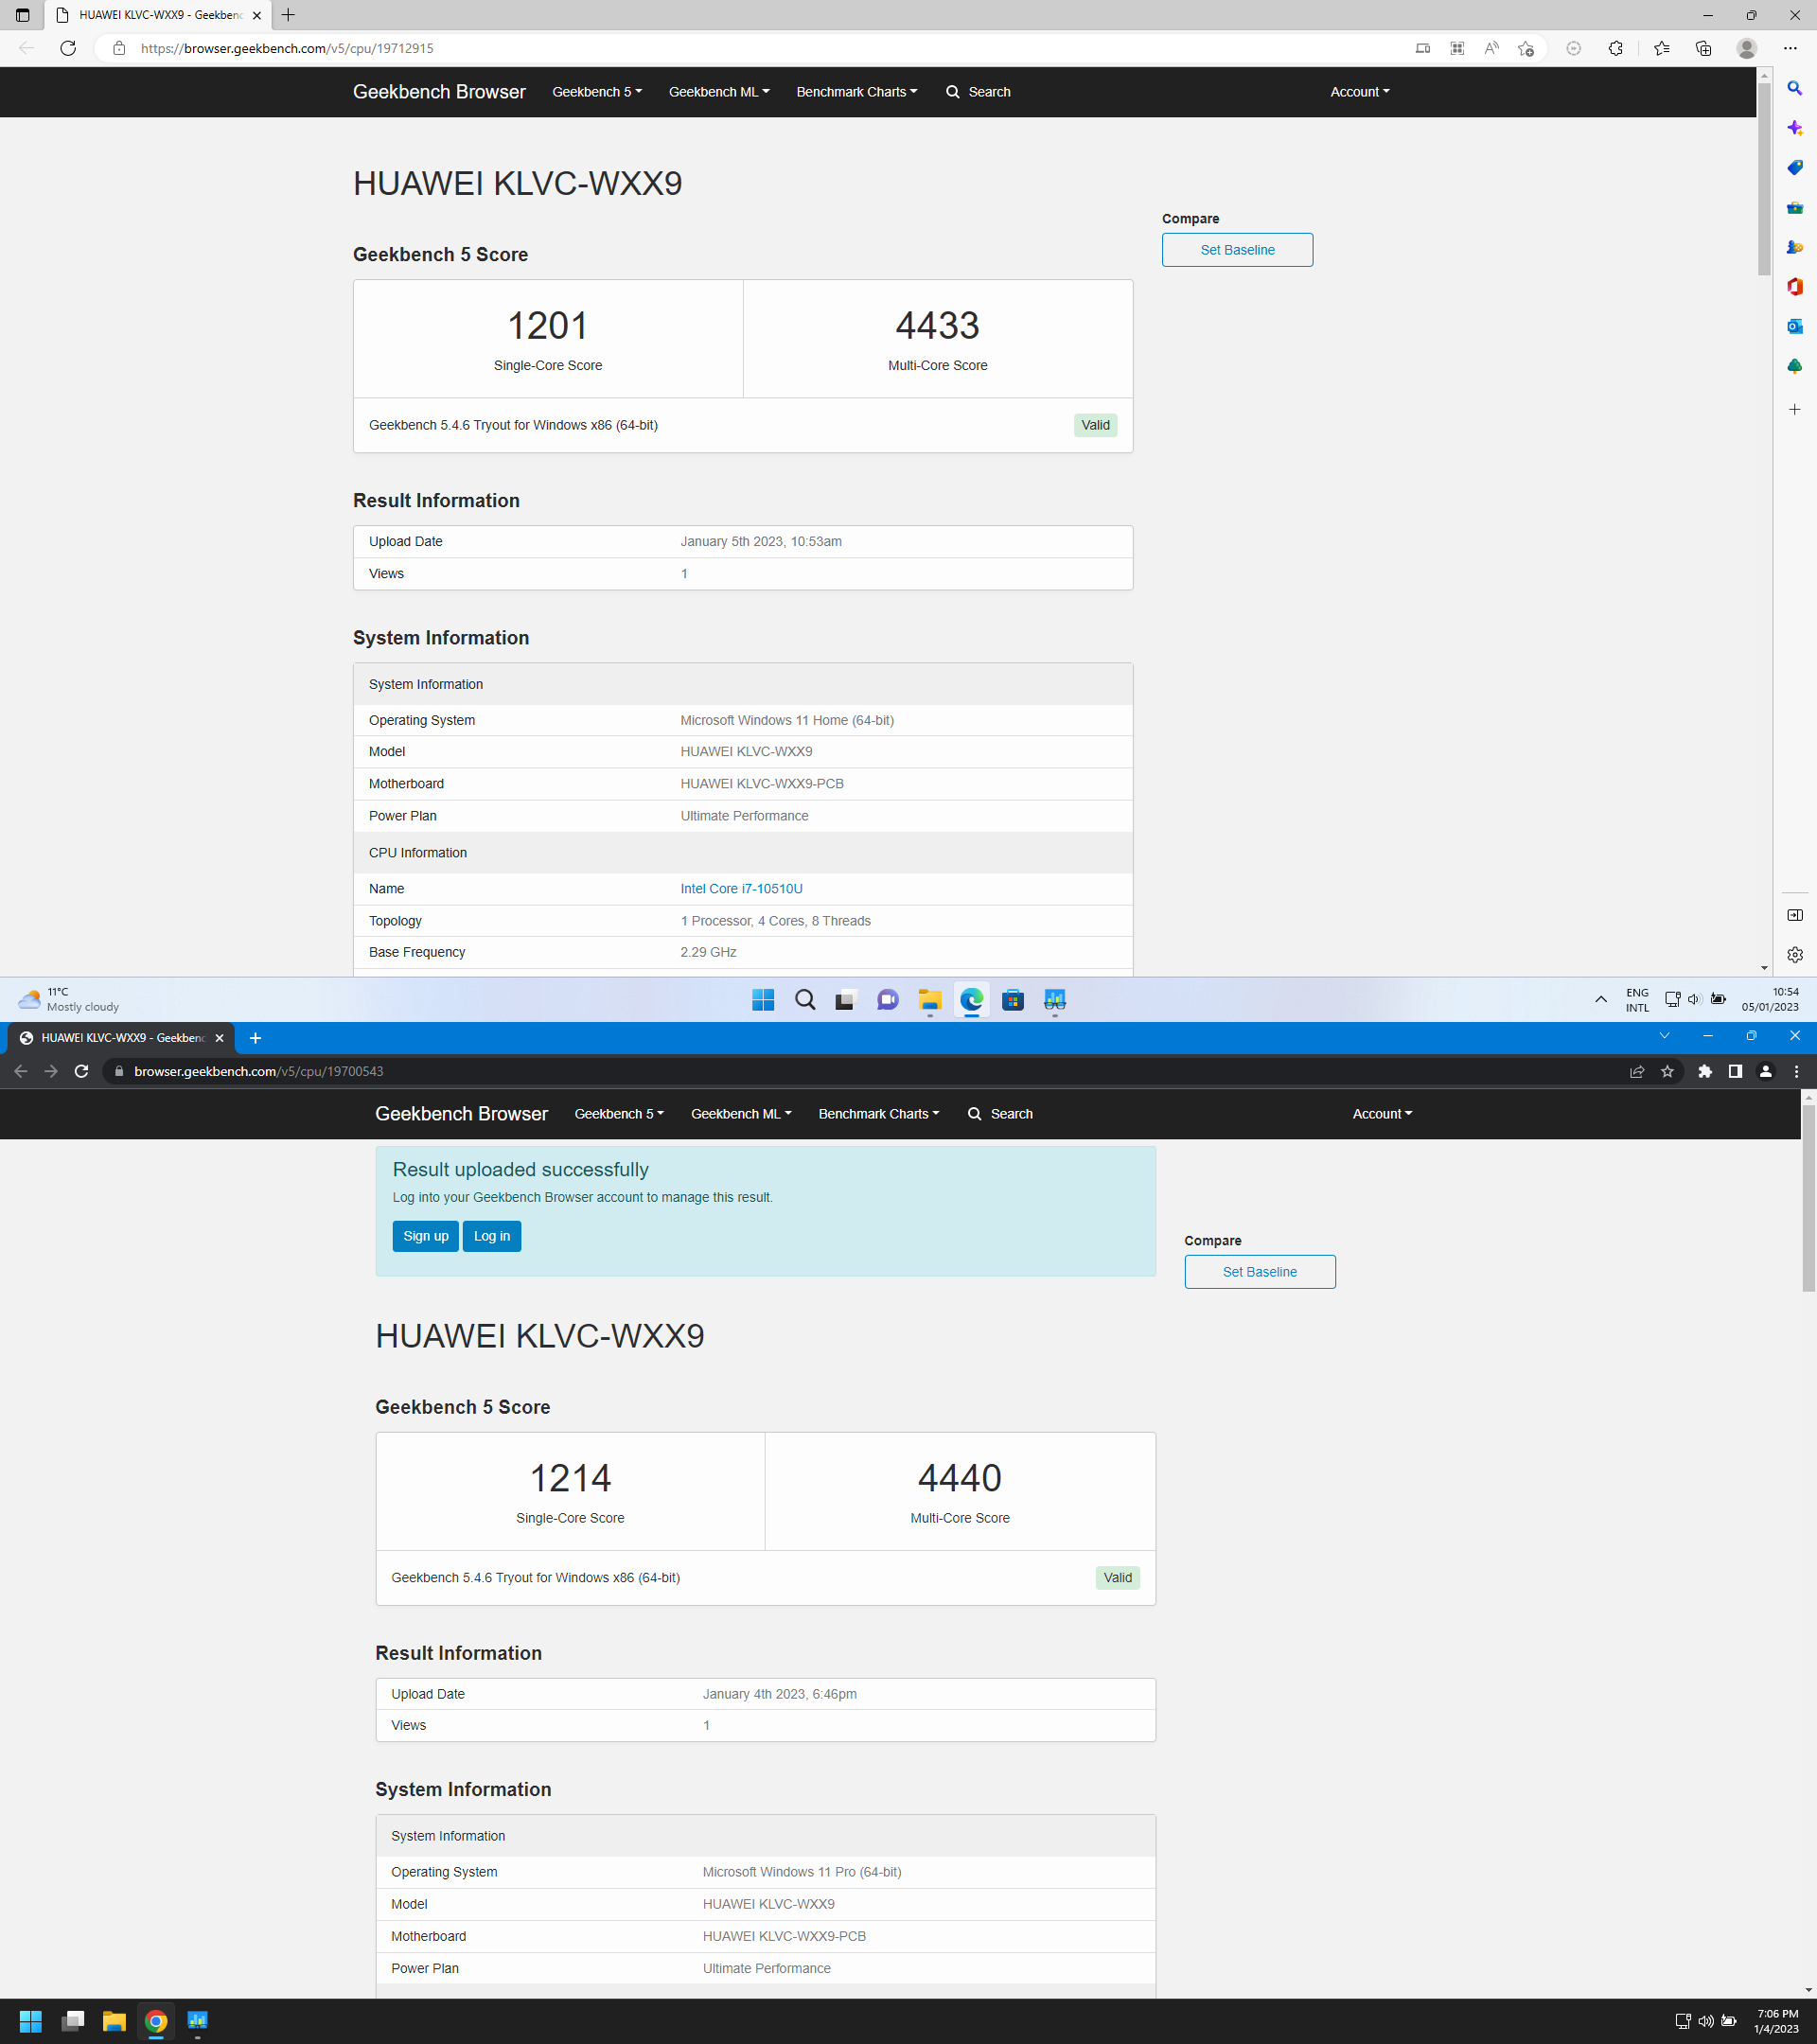 HUAWEI KLVC-WXX9 - Geekbenc
https://browser.geekbench.com/v5/cpu/19712915
Geekbench Browser Geekbench 5 Geekbench ML Benchmark Charts Search Account
HUAWEI KLVC-WXX9
Compare
Set Baseline
Geekbench 5 Score
1201 4433
Single-Core Score Multi-Core Score
Geekbench 5.4.6 Tryout for Windows x86 (64-bit) Valid
Result Information
Upload Date January 5th 2023, 10:53am
Views 1
System Information
System Information
Operating System Microsoft Windows 11 Home (64-bit)
Model HUAWEI KLVC-WXX9
Motherboard HUAWEI KLVC-WXX9-PCB
Power Plan Ultimate Performance
CPU Information
Name Intel Core i7-10510U
Topology 1 Processor, 4 Cores, 8 Threads
Base Frequency 2.29 GHz
11°C
Mostly cloudy
ENG
INTL
10:54
05/01/2023
HUAWEI KLVC-WXX9 - Geekbenc
browser.geekbench.com/v5/cpu/19700543
Geekbench Browser Geekbench 5 Geekbench ML Benchmark Charts Search Account
Result uploaded successfully
Log into your Geekbench Browser account to manage this result.
Sign up Log in
Compare
Set Baseline
HUAWEI KLVC-WXX9
Geekbench 5 Score
1214 4440
Single-Core Score Multi-Core Score
Geekbench 5.4.6 Tryout for Windows x86 (64-bit) Valid
Result Information
Upload Date January 4th 2023, 6:46pm
Views 1
System Information
System Information
Operating System Microsoft Windows 11 Pro (64-bit)
Model HUAWEI KLVC-WXX9
Motherboard HUAWEI KLVC-WXX9-PCB
Power Plan Ultimate Performance
7:06 PM
1/4/2023